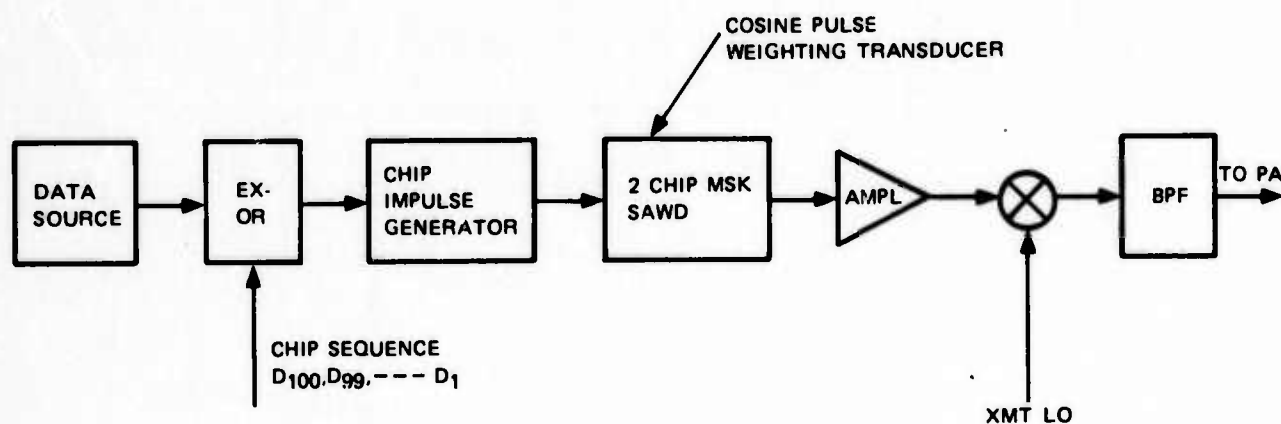 COSINE PULSE
WEIGHTING TRANSDUCER
DATA
SOURCE
EX-
OR
CHIP
IMPULSE
GENERATOR
2 CHIP MSK
SAWD
AMPL
BPF
TO PA
CHIP SEQUENCE
D100,D99,--- D1
XMT LO